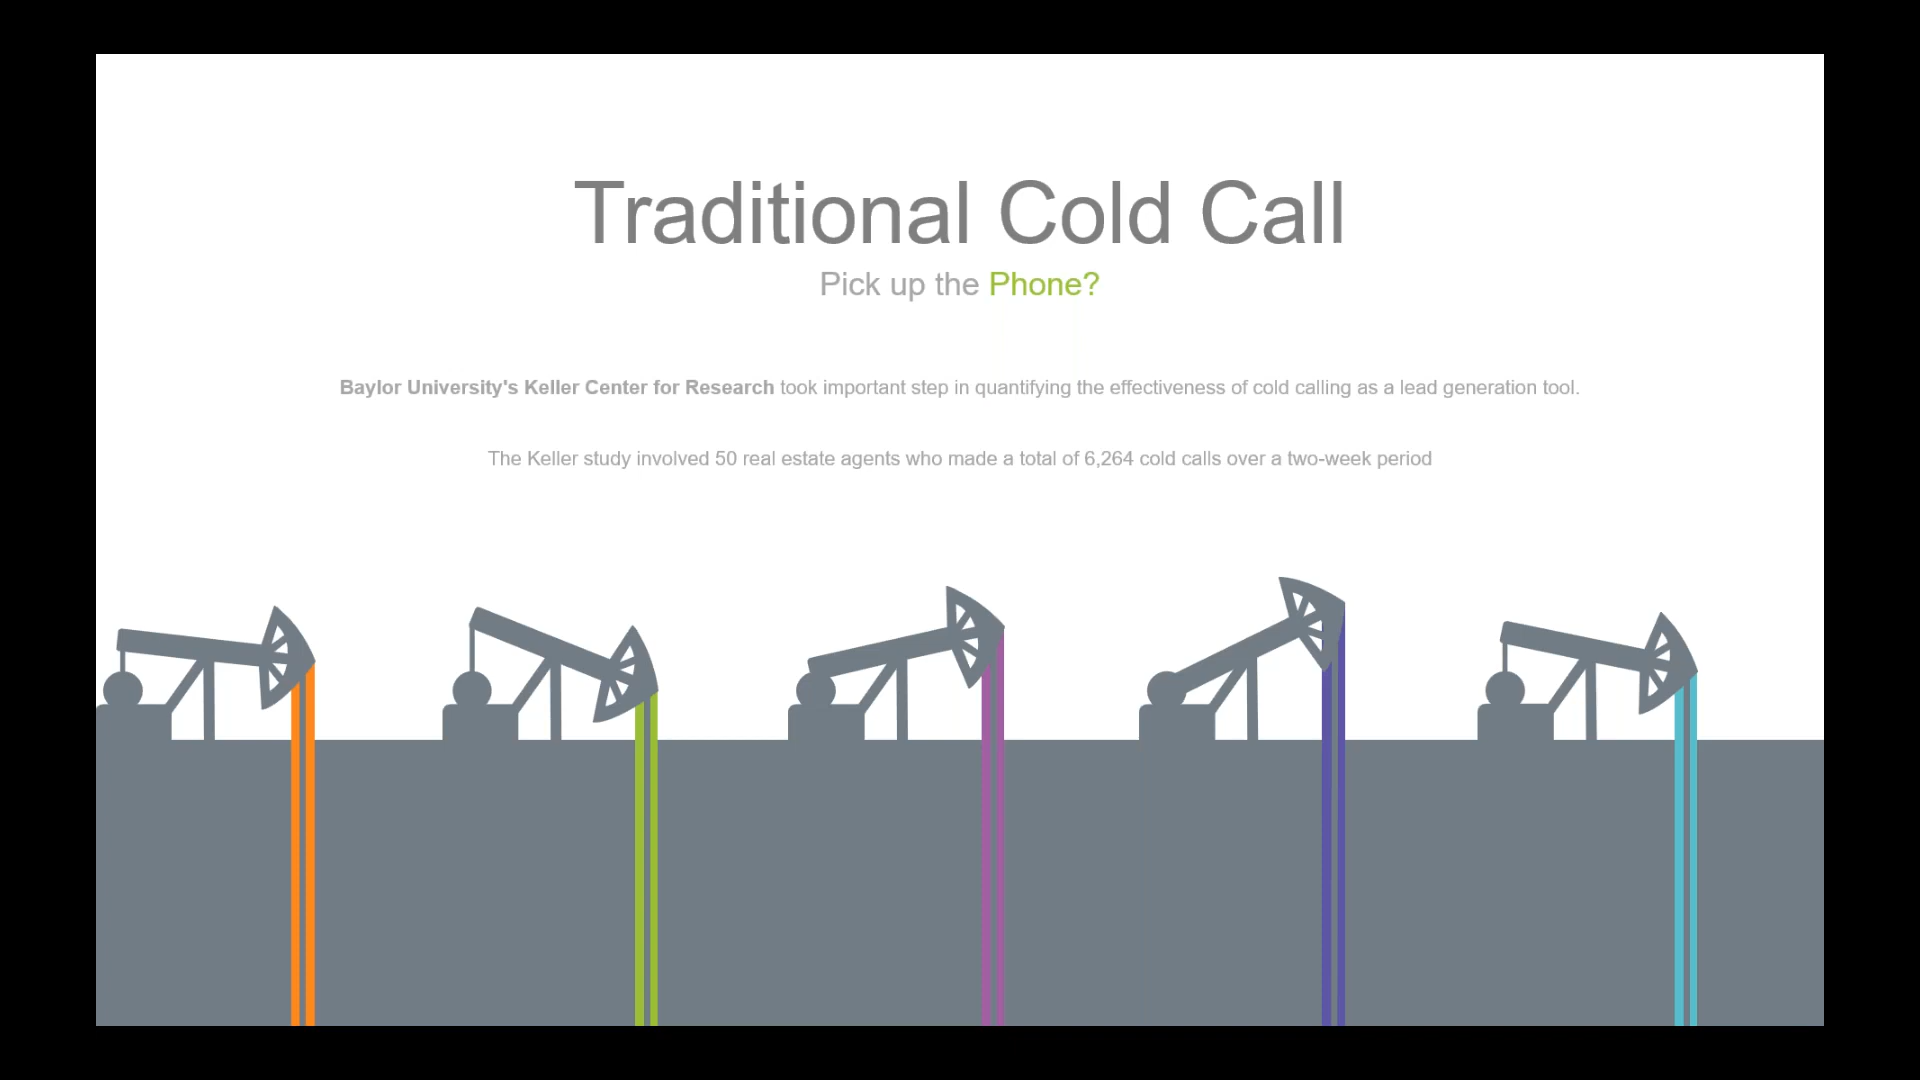 Traditional Cold Call
Pick up the Phone?
Baylor University's Keller Center for Research took important step in quantifying the effectiveness of cold calling as a lead generation tool.
The Keller study involved 50 real estate agents who made a total of 6,264 cold calls over a two-week period